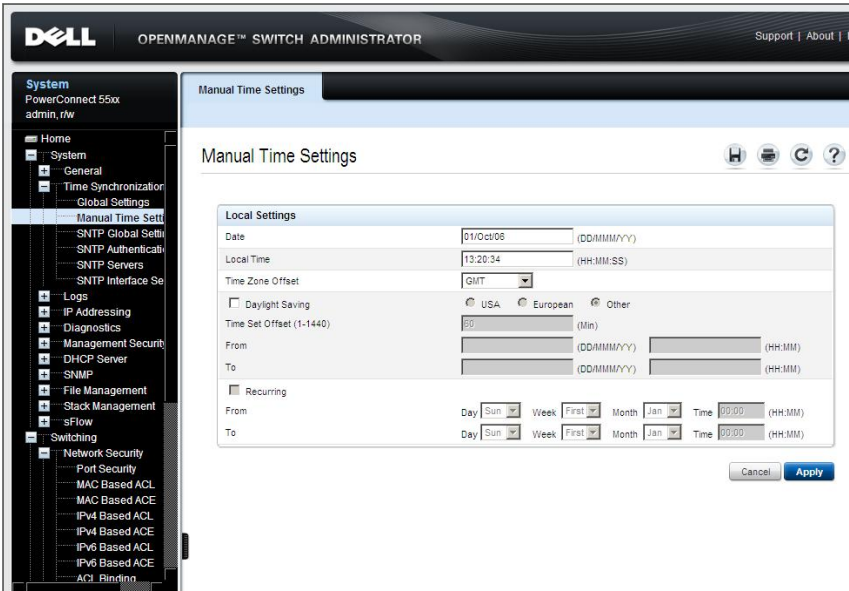 DELL OPENMANAGE™ SWITCH ADMINISTRATOR Support | About |
System
PowerConnect 55xx
admin, r/w
Home
System
General
Time Synchronization
Global Settings
Manual Time Setti
SNTP Global Settin
SNTP Authenticati
SNTP Servers
SNTP Interface Se
Logs
IP Addressing
Diagnostics
Management Securit
DHCP Server
SNMP
File Management
Stack Management
sFlow
Switching
Network Security
Port Security
MAC Based ACL
MAC Based ACE
IPv4 Based ACL
IPv4 Based ACE
IPv6 Based ACL
IPv6 Based ACE
ACL Binding
Manual Time Settings
Manual Time Settings
Local Settings
Date 01/Oct/06 (DD/MMM/YY)
Local Time 13:20:34 (HH:MM:SS)
Time Zone Offset GMT
Daylight Saving USA European Other
Time Set Offset (1-1440) 60 (Min)
From (DD/MMM/YY) (HH:MM)
To (DD/MMM/YY) (HH:MM)
Recurring
From Day Sun Week First Month Jan Time 00:00 (HH:MM)
To Day Sun Week First Month Jan Time 00:00 (HH:MM)
Cancel Apply